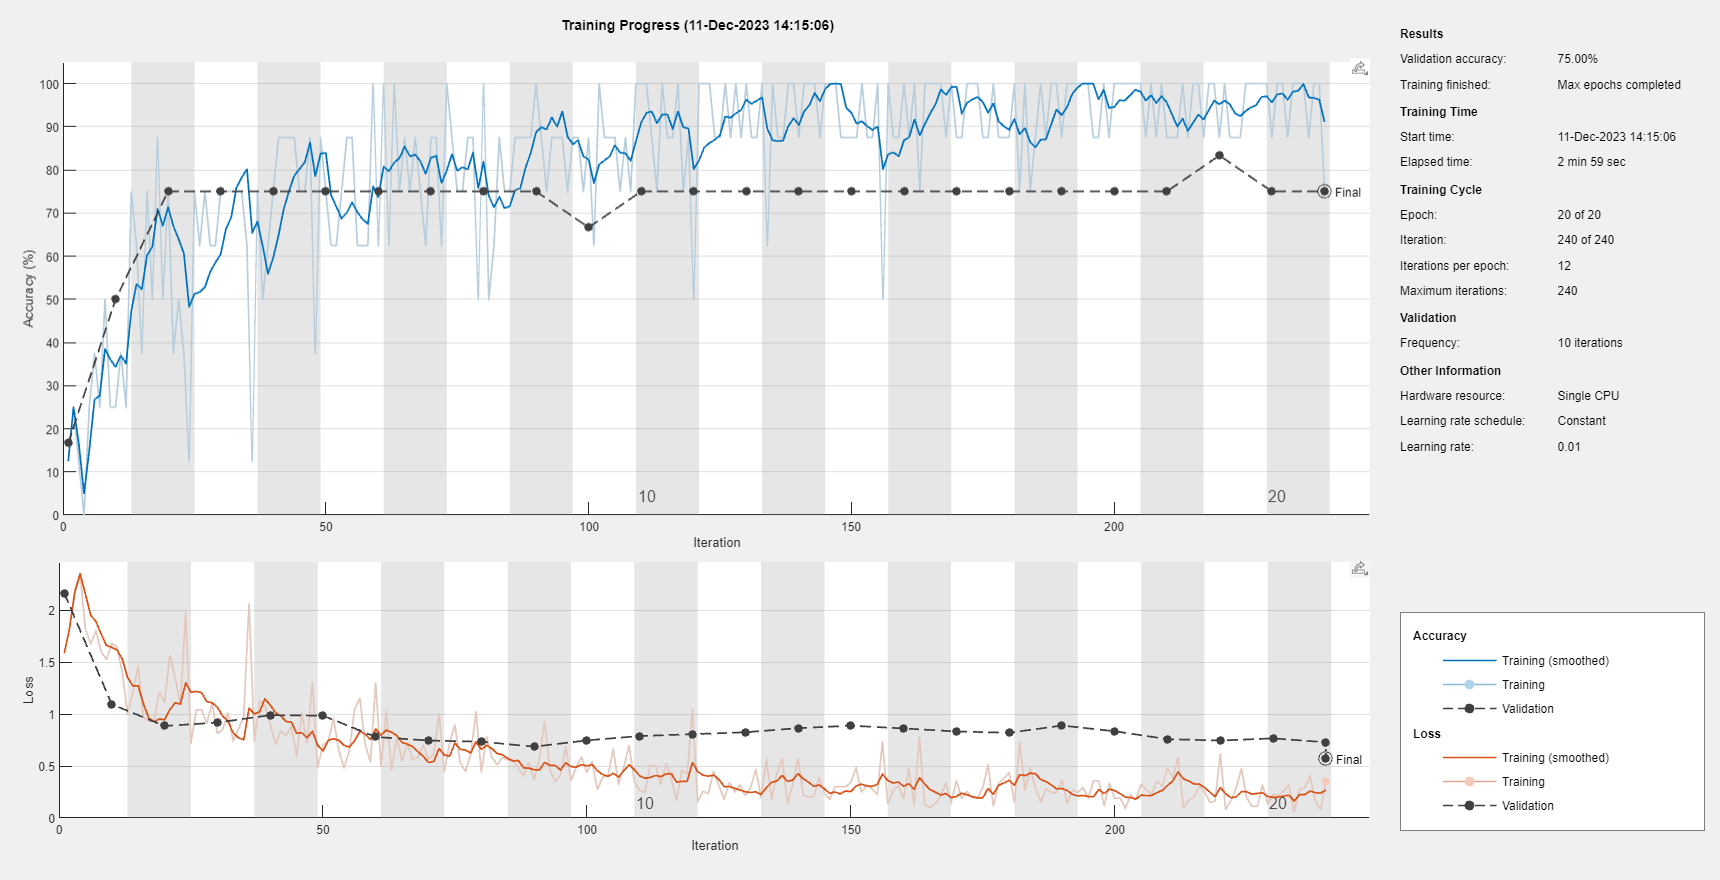 Training Progress (11-Dec-2023 14:15:06)
100
90
80
70
60
50
40
30
20
10
0
Accuracy (%)
Final
10
20
0
50
100
150
200
Iteration
2
1.5
1
0.5
0
Loss
Final
10
20
0
50
100
150
200
Iteration
Results
Validation accuracy: 75.00%
Training finished: Max epochs completed
Training Time
Start time: 11-Dec-2023 14:15:06
Elapsed time: 2 min 59 sec
Training Cycle
Epoch: 20 of 20
Iteration: 240 of 240
Iterations per epoch: 12
Maximum iterations: 240
Validation
Frequency: 10 iterations
Other Information
Hardware resource: Single CPU
Learning rate schedule: Constant
Learning rate: 0.01
Accuracy
Training (smoothed)
Training
Validation
Loss
Training (smoothed)
Training
Validation